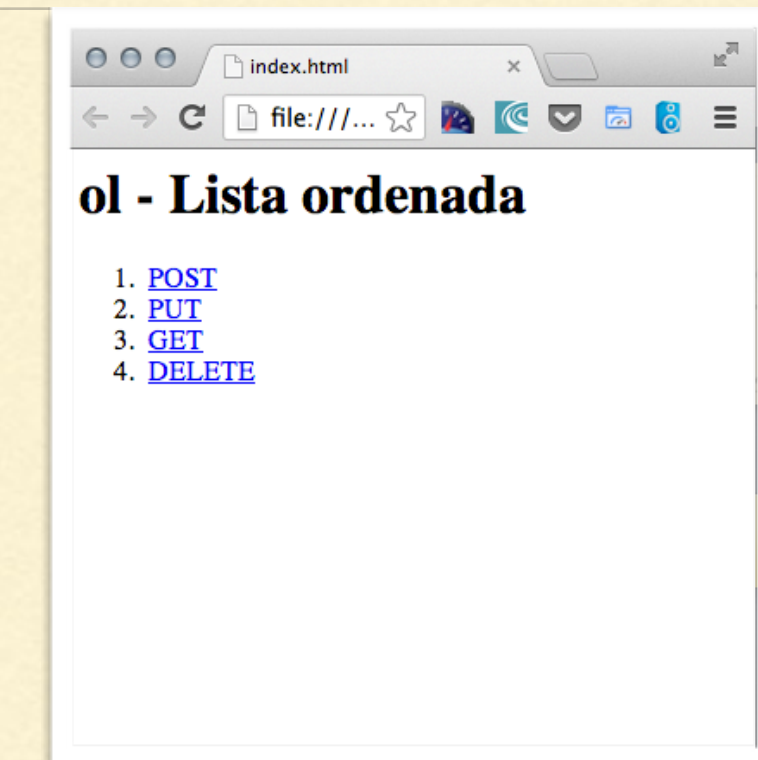 index.html
file:///...
ol - Lista ordenada
1. POST
2. PUT
3. GET
4. DELETE